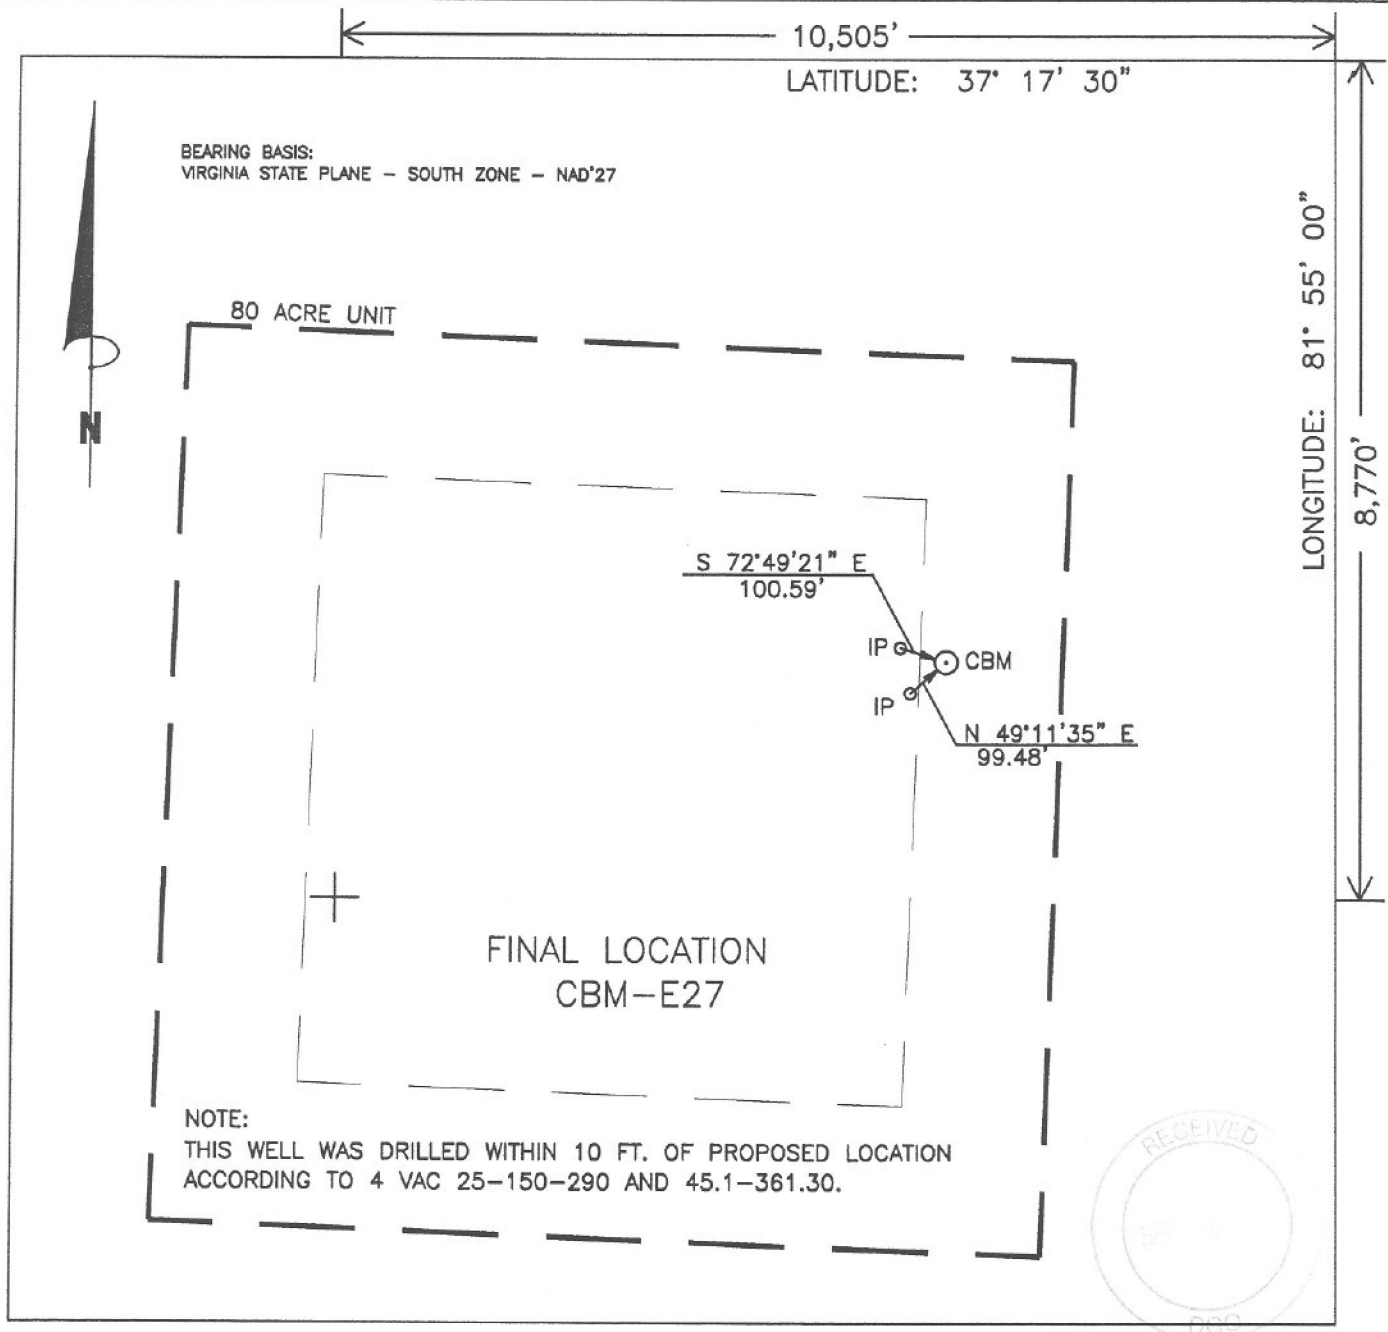 10,505'
LATITUDE: 37° 17' 30"
BEARING BASIS:
VIRGINIA STATE PLANE - SOUTH ZONE - NAD'27
LONGITUDE: 81° 55' 00"
8,770'
N
80 ACRE UNIT
S 72°49'21" E
100.59'
IP
CBM
IP
N 49°11'35" E
99.48'
FINAL LOCATION
CBM-E27
NOTE:
THIS WELL WAS DRILLED WITHIN 10 FT. OF PROPOSED LOCATION
ACCORDING TO 4 VAC 25-150-290 AND 45.1-361.30.
RECEIVED